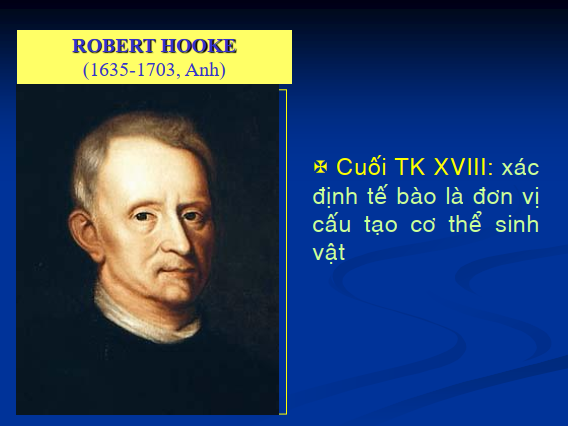 ROBERT HOOKE
(1635-1703, Anh)
✠ Cuối TK XVIII: xác
định tế bào là đơn vị
cấu tạo cơ thể sinh
vật